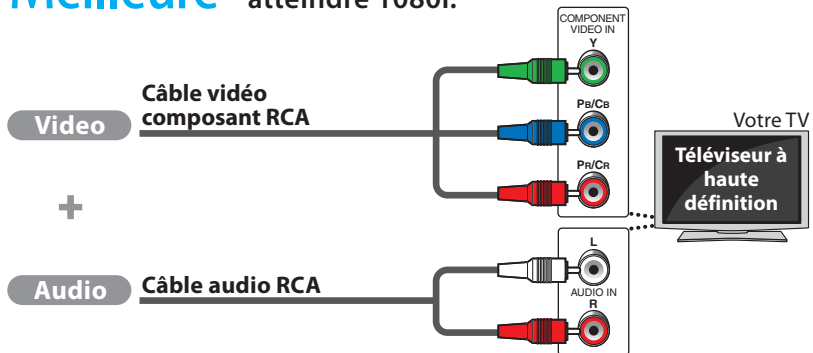 Meilleure atteindre 1080i.
COMPONENT
VIDEO IN
Y
Câble vidéo
composant RCA
Video
PB/CB
PR/CR
Votre TV
Téléviseur à
haute
définition
+
Audio
Câble audio RCA
L
AUDIO IN
R